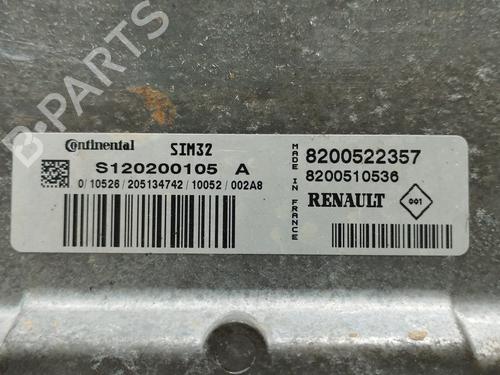 B-PARTS
Continental SIM32
S120200105 A
0/10526/205134742/10052/002A8
MADE IN FRANCE
8200522357
8200510536
RENAULT
001